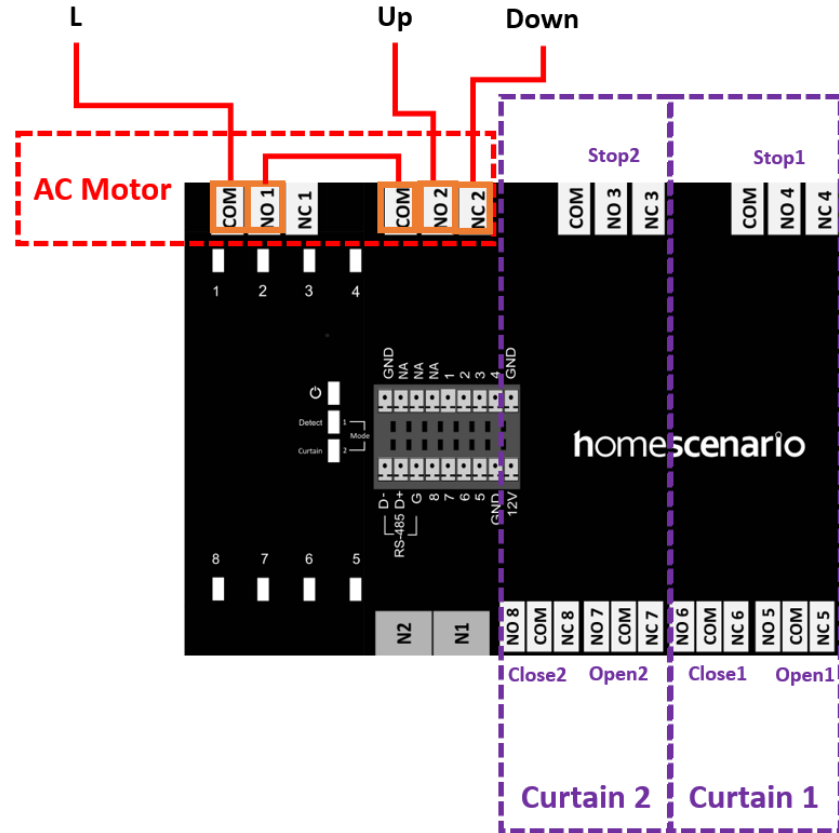 L
Up
Down
Stop2
Stop1
AC Motor
COM
NO 1
NC 1
COM
NO 2
NC 2
COM
NO 3
NC 3
COM
NO 4
NC 4
1
2
3
4
GND
NA
NA
NA
1
2
3
4
GND
Detect
1
Mode
Curtain
2
homescenario
D-
D+
G
8
7
6
5
GND
12V
RS-485
8
7
6
5
N2
N1
NO 8
COM
NC 8
NO 7
COM
NC 7
NO 6
COM
NC 6
NO 5
COM
NC 5
Close2
Open2
Close1
Open1
Curtain 2
Curtain 1